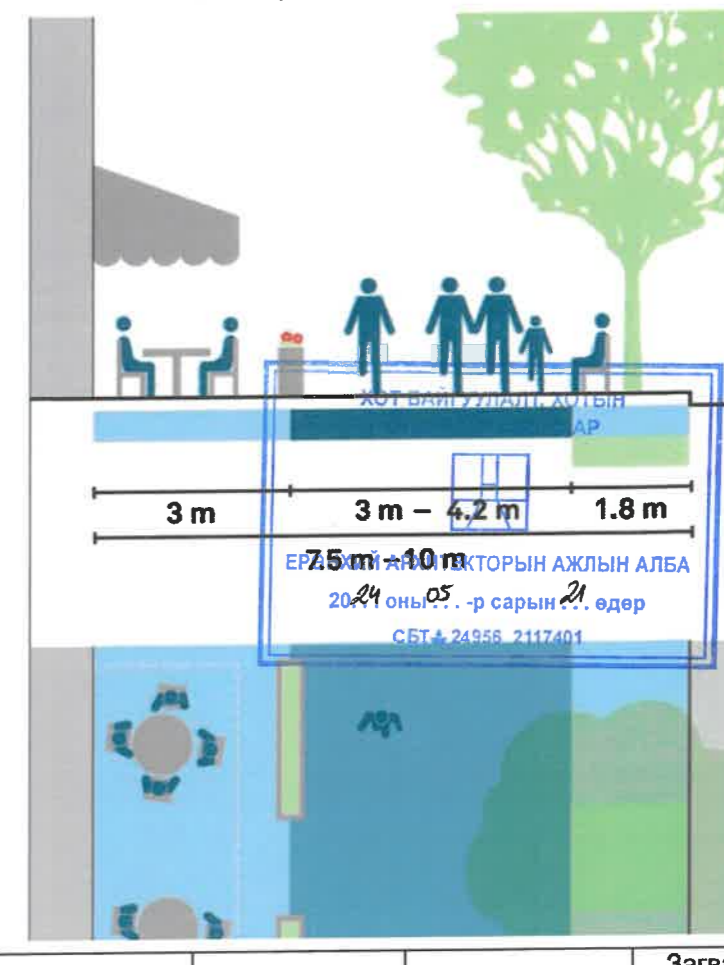 ХОТ БАЙГУУЛАЛТ, ХОТЫН
АР
3 m
3 m – 4.2 m
1.8 m
7.5 m – 10 m
ЕРӨНХИЙ АРХИТЕКТОРЫН АЖЛЫН АЛБА
2024 оны 05 -р сарын 21 өдөр
СБТ 24956 2117401